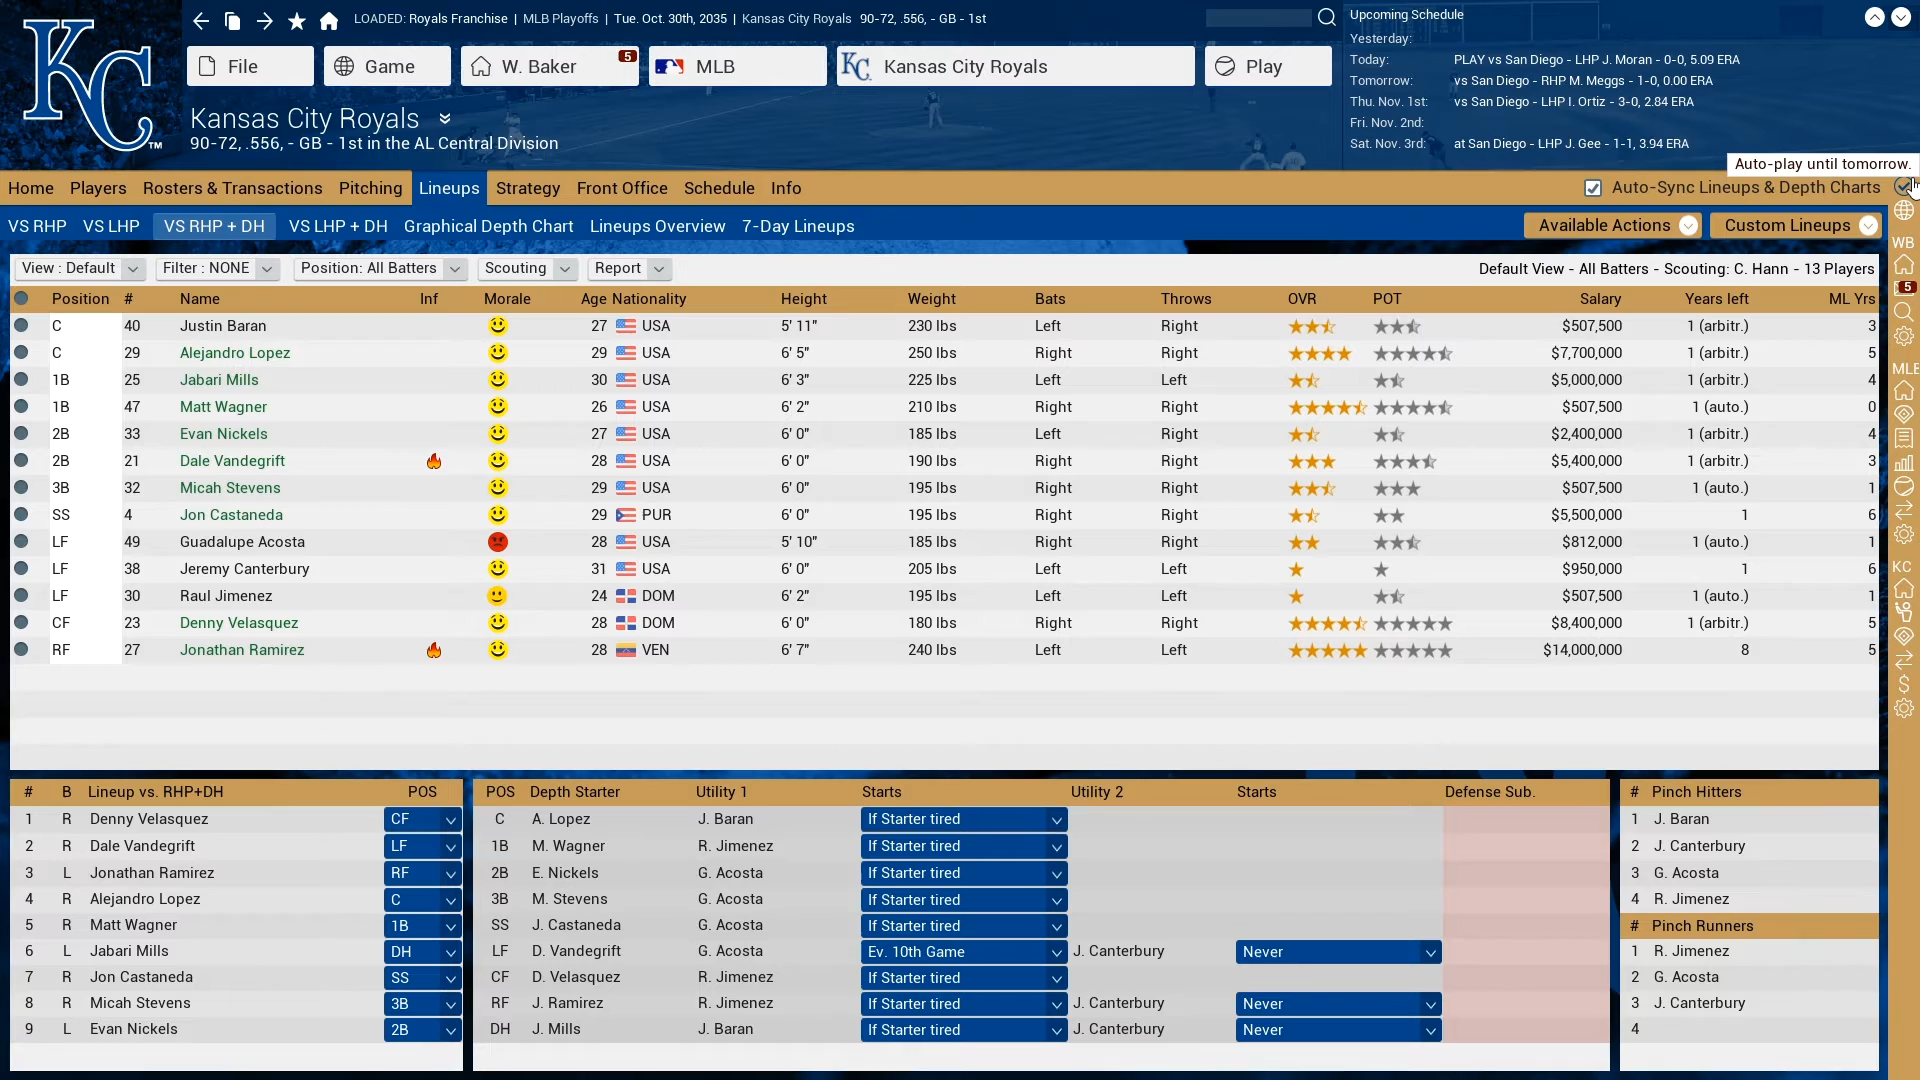 LOADED: Royals Franchise | MLB Playoffs | Tue. Oct. 30th, 2035 | Kansas City Royals 90-72, .556, - GB - 1st
Upcoming Schedule
Yesterday:
Today: PLAY vs San Diego - LHP J. Moran - 0-0, 5.09 ERA
Tomorrow: vs San Diego - RHP M. Meggs - 1-0, 0.00 ERA
Thu. Nov. 1st: vs San Diego - LHP I. Ortiz - 3-0, 2.84 ERA
Fri. Nov. 2nd:
Sat. Nov. 3rd: at San Diego - LHP J. Gee - 1-1, 3.94 ERA
KC TM
File Game W. Baker 5 MLB KC Kansas City Royals Play
Kansas City Royals
90-72, .556, - GB - 1st in the AL Central Division
Auto-play until tomorrow.
Home Players Rosters & Transactions Pitching Lineups Strategy Front Office Schedule Info Auto-Sync Lineups & Depth Charts
VS RHP VS LHP VS RHP + DH VS LHP + DH Graphical Depth Chart Lineups Overview 7-Day Lineups Available Actions Custom Lineups
View : Default Filter : NONE Position: All Batters Scouting Report Default View - All Batters - Scouting: C. Hann - 13 Players
Position # Name Inf Morale Age Nationality Height Weight Bats Throws OVR POT Salary Years left ML Yrs
C 40 Justin Baran 27 USA 5' 11" 230 lbs Left Right $507,500 1 (arbitr.) 3
C 29 Alejandro Lopez 29 USA 6' 5" 250 lbs Right Right $7,700,000 1 (arbitr.) 5
1B 25 Jabari Mills 30 USA 6' 3" 225 lbs Left Left $5,000,000 1 (arbitr.) 4
1B 47 Matt Wagner 26 USA 6' 2" 210 lbs Right Right $507,500 1 (auto.) 0
2B 33 Evan Nickels 27 USA 6' 0" 185 lbs Left Right $2,400,000 1 (arbitr.) 4
2B 21 Dale Vandegrift 28 USA 6' 0" 190 lbs Right Right $5,400,000 1 (arbitr.) 3
3B 32 Micah Stevens 29 USA 6' 0" 195 lbs Right Right $507,500 1 (auto.) 1
SS 4 Jon Castaneda 29 PUR 6' 0" 195 lbs Right Right $5,500,000 1 6
LF 49 Guadalupe Acosta 28 USA 5' 10" 185 lbs Right Right $812,000 1 (auto.) 1
LF 38 Jeremy Canterbury 31 USA 6' 0" 205 lbs Left Left $950,000 1 6
LF 30 Raul Jimenez 24 DOM 6' 2" 195 lbs Left Left $507,500 1 (auto.) 1
CF 23 Denny Velasquez 28 DOM 6' 0" 180 lbs Right Right $8,400,000 1 (arbitr.) 5
RF 27 Jonathan Ramirez 28 VEN 6' 7" 240 lbs Left Left $14,000,000 8 5
WB
5
MLB
KC
# B Lineup vs. RHP+DH POS
1 R Denny Velasquez CF
2 R Dale Vandegrift LF
3 L Jonathan Ramirez RF
4 R Alejandro Lopez C
5 R Matt Wagner 1B
6 L Jabari Mills DH
7 R Jon Castaneda SS
8 R Micah Stevens 3B
9 L Evan Nickels 2B
POS Depth Starter Utility 1 Starts Utility 2 Starts Defense Sub.
C A. Lopez J. Baran If Starter tired
1B M. Wagner R. Jimenez If Starter tired
2B E. Nickels G. Acosta If Starter tired
3B M. Stevens G. Acosta If Starter tired
SS J. Castaneda G. Acosta If Starter tired
LF D. Vandegrift G. Acosta Ev. 10th Game J. Canterbury Never
CF D. Velasquez R. Jimenez If Starter tired
RF J. Ramirez R. Jimenez If Starter tired J. Canterbury Never
DH J. Mills J. Baran If Starter tired J. Canterbury Never
# Pinch Hitters
1 J. Baran
2 J. Canterbury
3 G. Acosta
4 R. Jimenez
# Pinch Runners
1 R. Jimenez
2 G. Acosta
3 J. Canterbury
4